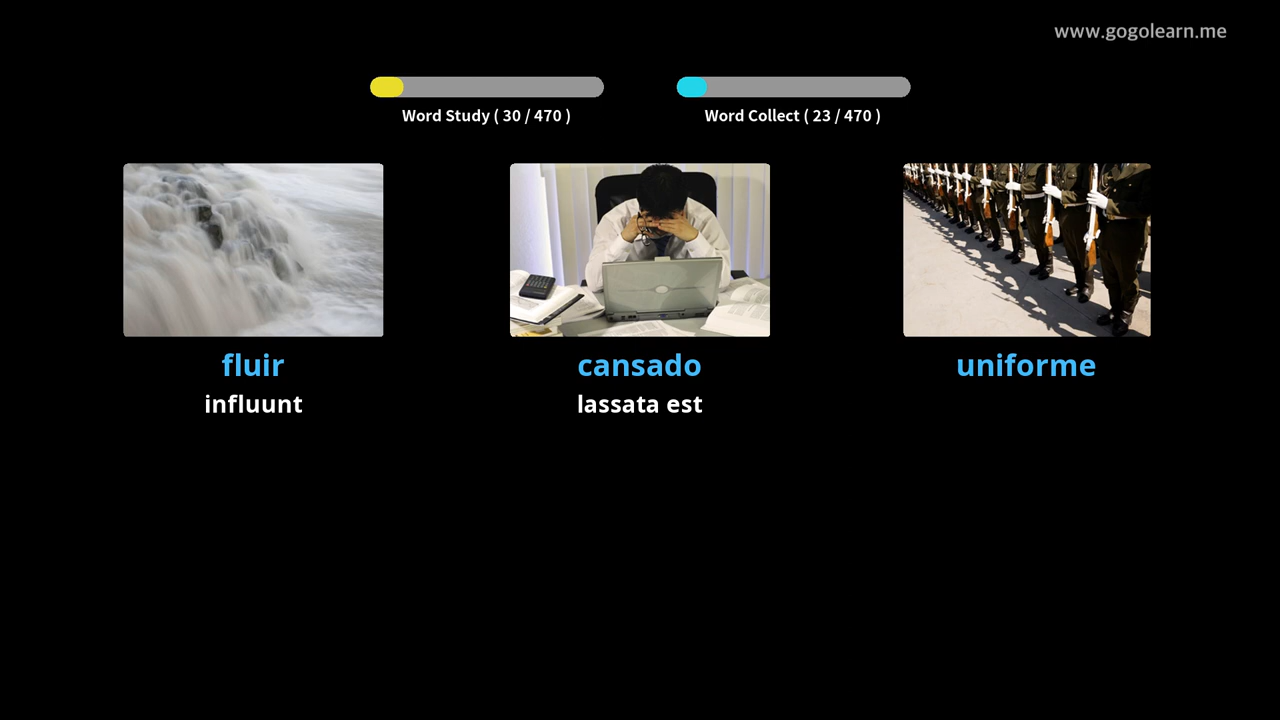 www.gogolearn.me
Word Study ( 30 / 470 )
Word Collect ( 23 / 470 )
fluir
cansado
uniforme
influunt
lassata est